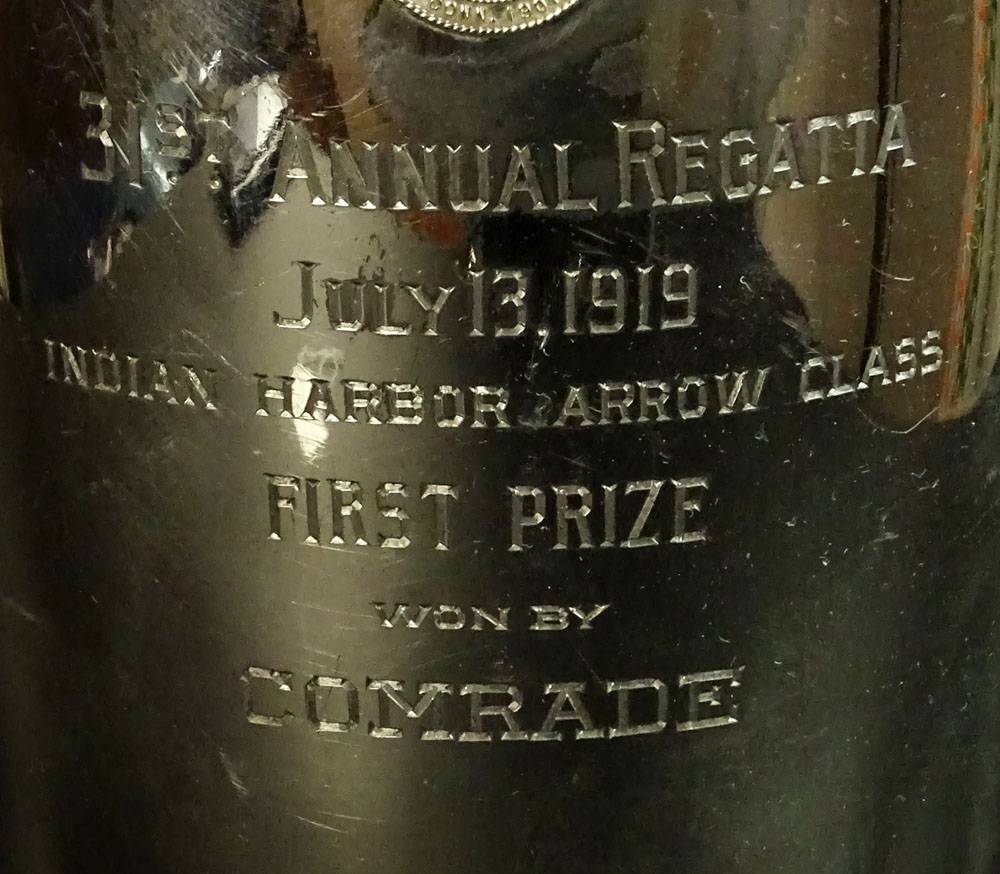 31ST. ANNUAL REGATTA
JULY 13, 1919
INDIAN HARBOR ARROW CLASS
FIRST PRIZE
WON BY
COMRADE